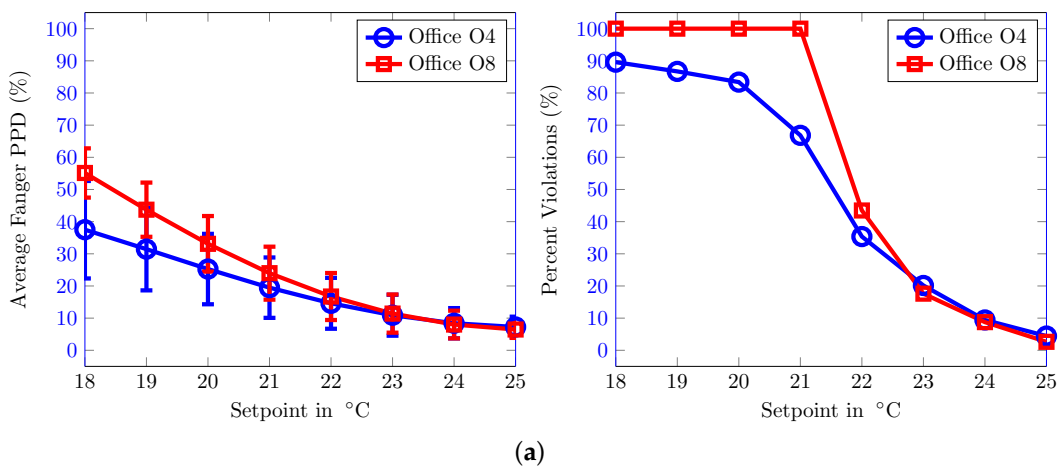 Average Fanger PPD (%)
100
90
80
70
60
50
40
30
20
10
0
18 19 20 21 22 23 24 25
Setpoint in °C
Office O4
Office O8
Percent Violations (%)
100
90
80
70
60
50
40
30
20
10
0
18 19 20 21 22 23 24 25
Setpoint in °C
Office O4
Office O8
(a)